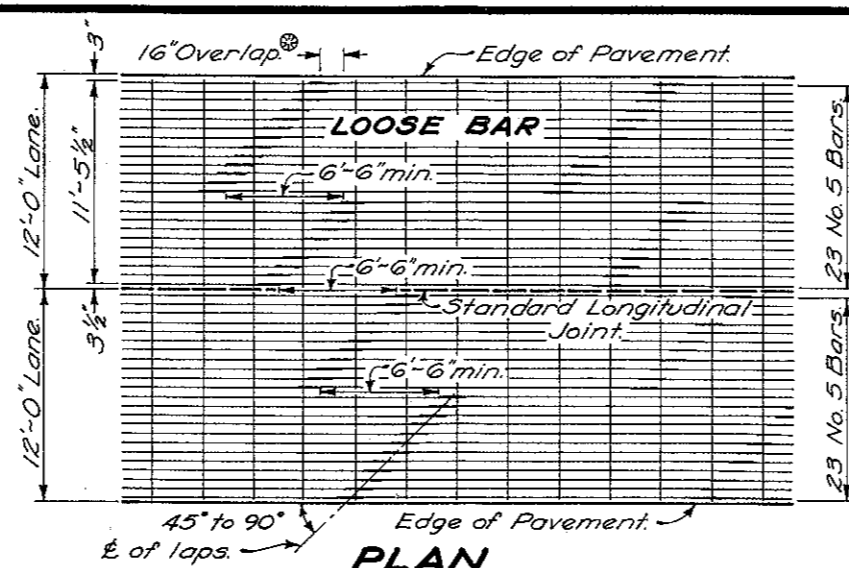 3"
16" Overlap.
Edge of Pavement.
LOOSE BAR
12'-0" Lane.
11'-5½"
6'-6" min.
23 No. 5 Bars.
6'-6" min.
Standard Longitudinal
Joint.
3½"
12'-0" Lane.
6'-6" min.
23 No. 5 Bars.
45° to 90°
Edge of Pavement.
℄ of laps.
PLAN